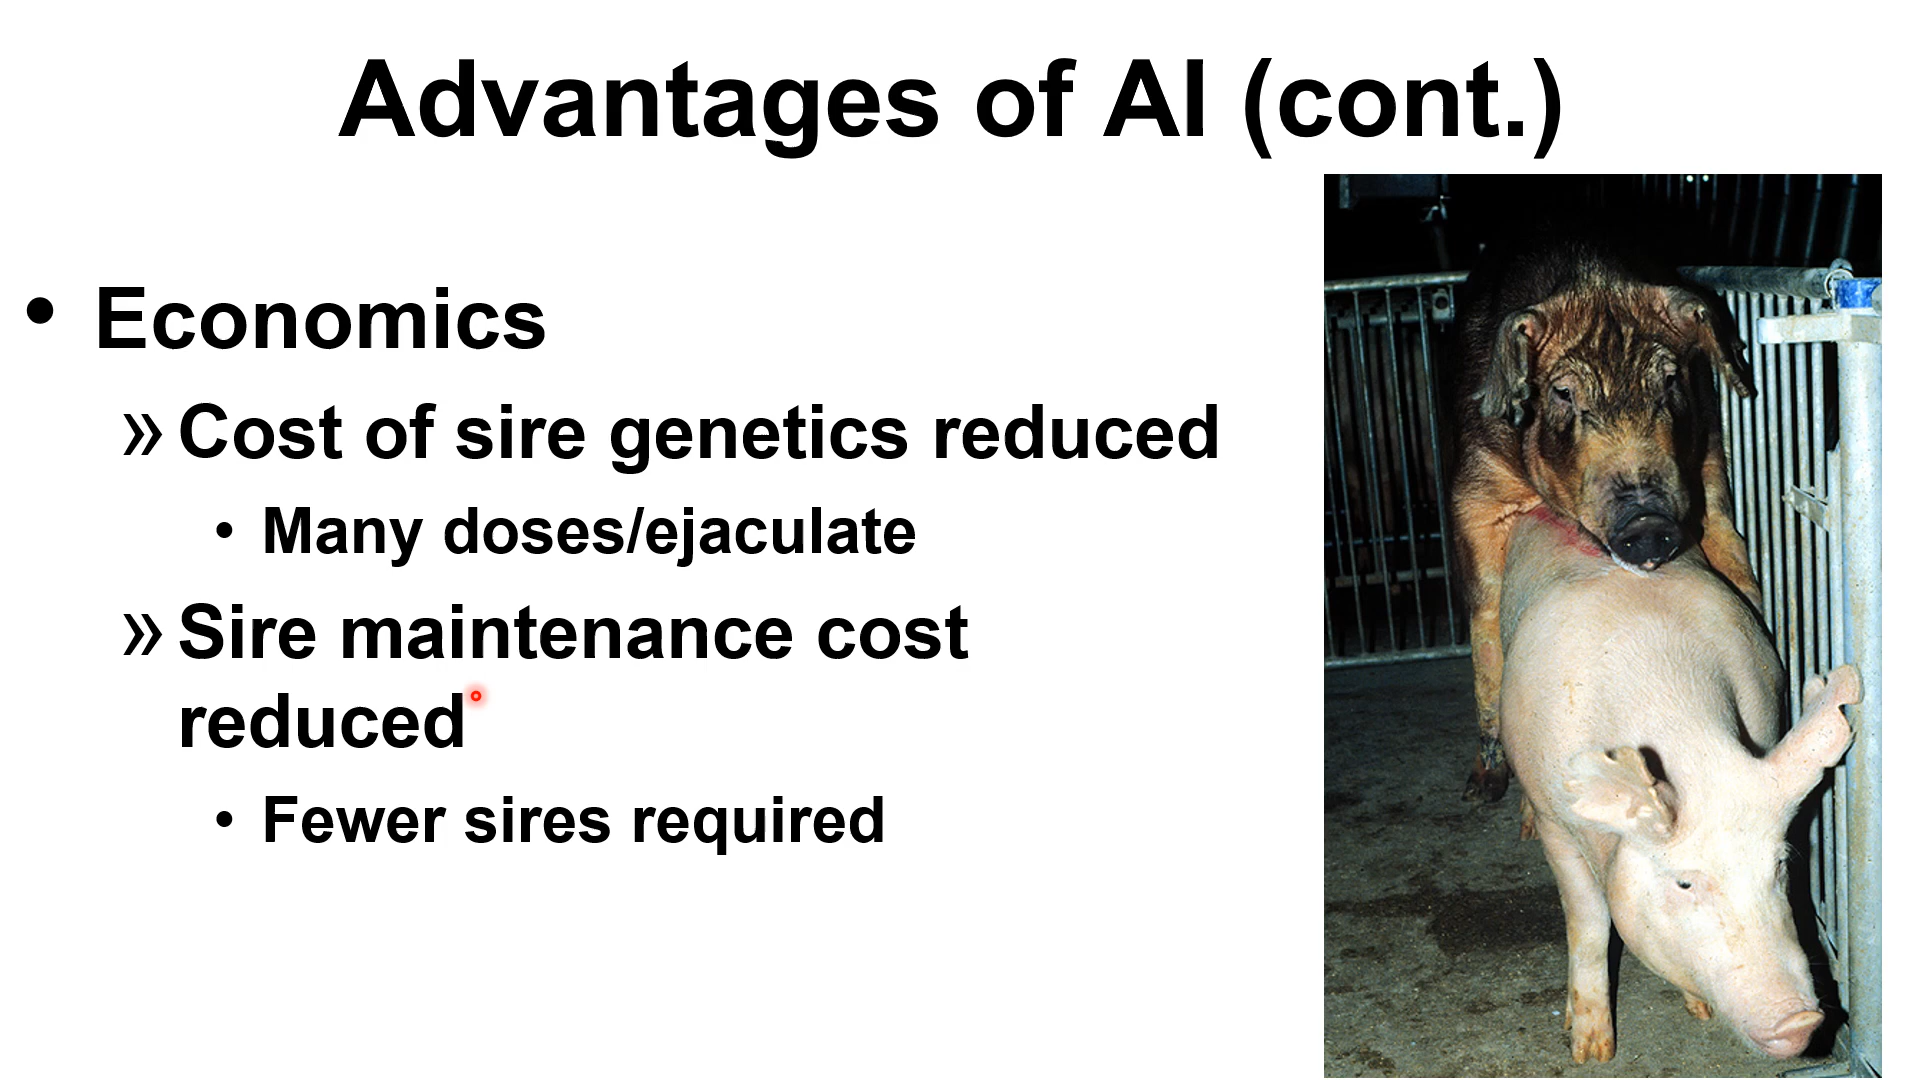 Advantages of AI (cont.)
• Economics
» Cost of sire genetics reduced
• Many doses/ejaculate
» Sire maintenance cost
reduced
• Fewer sires required